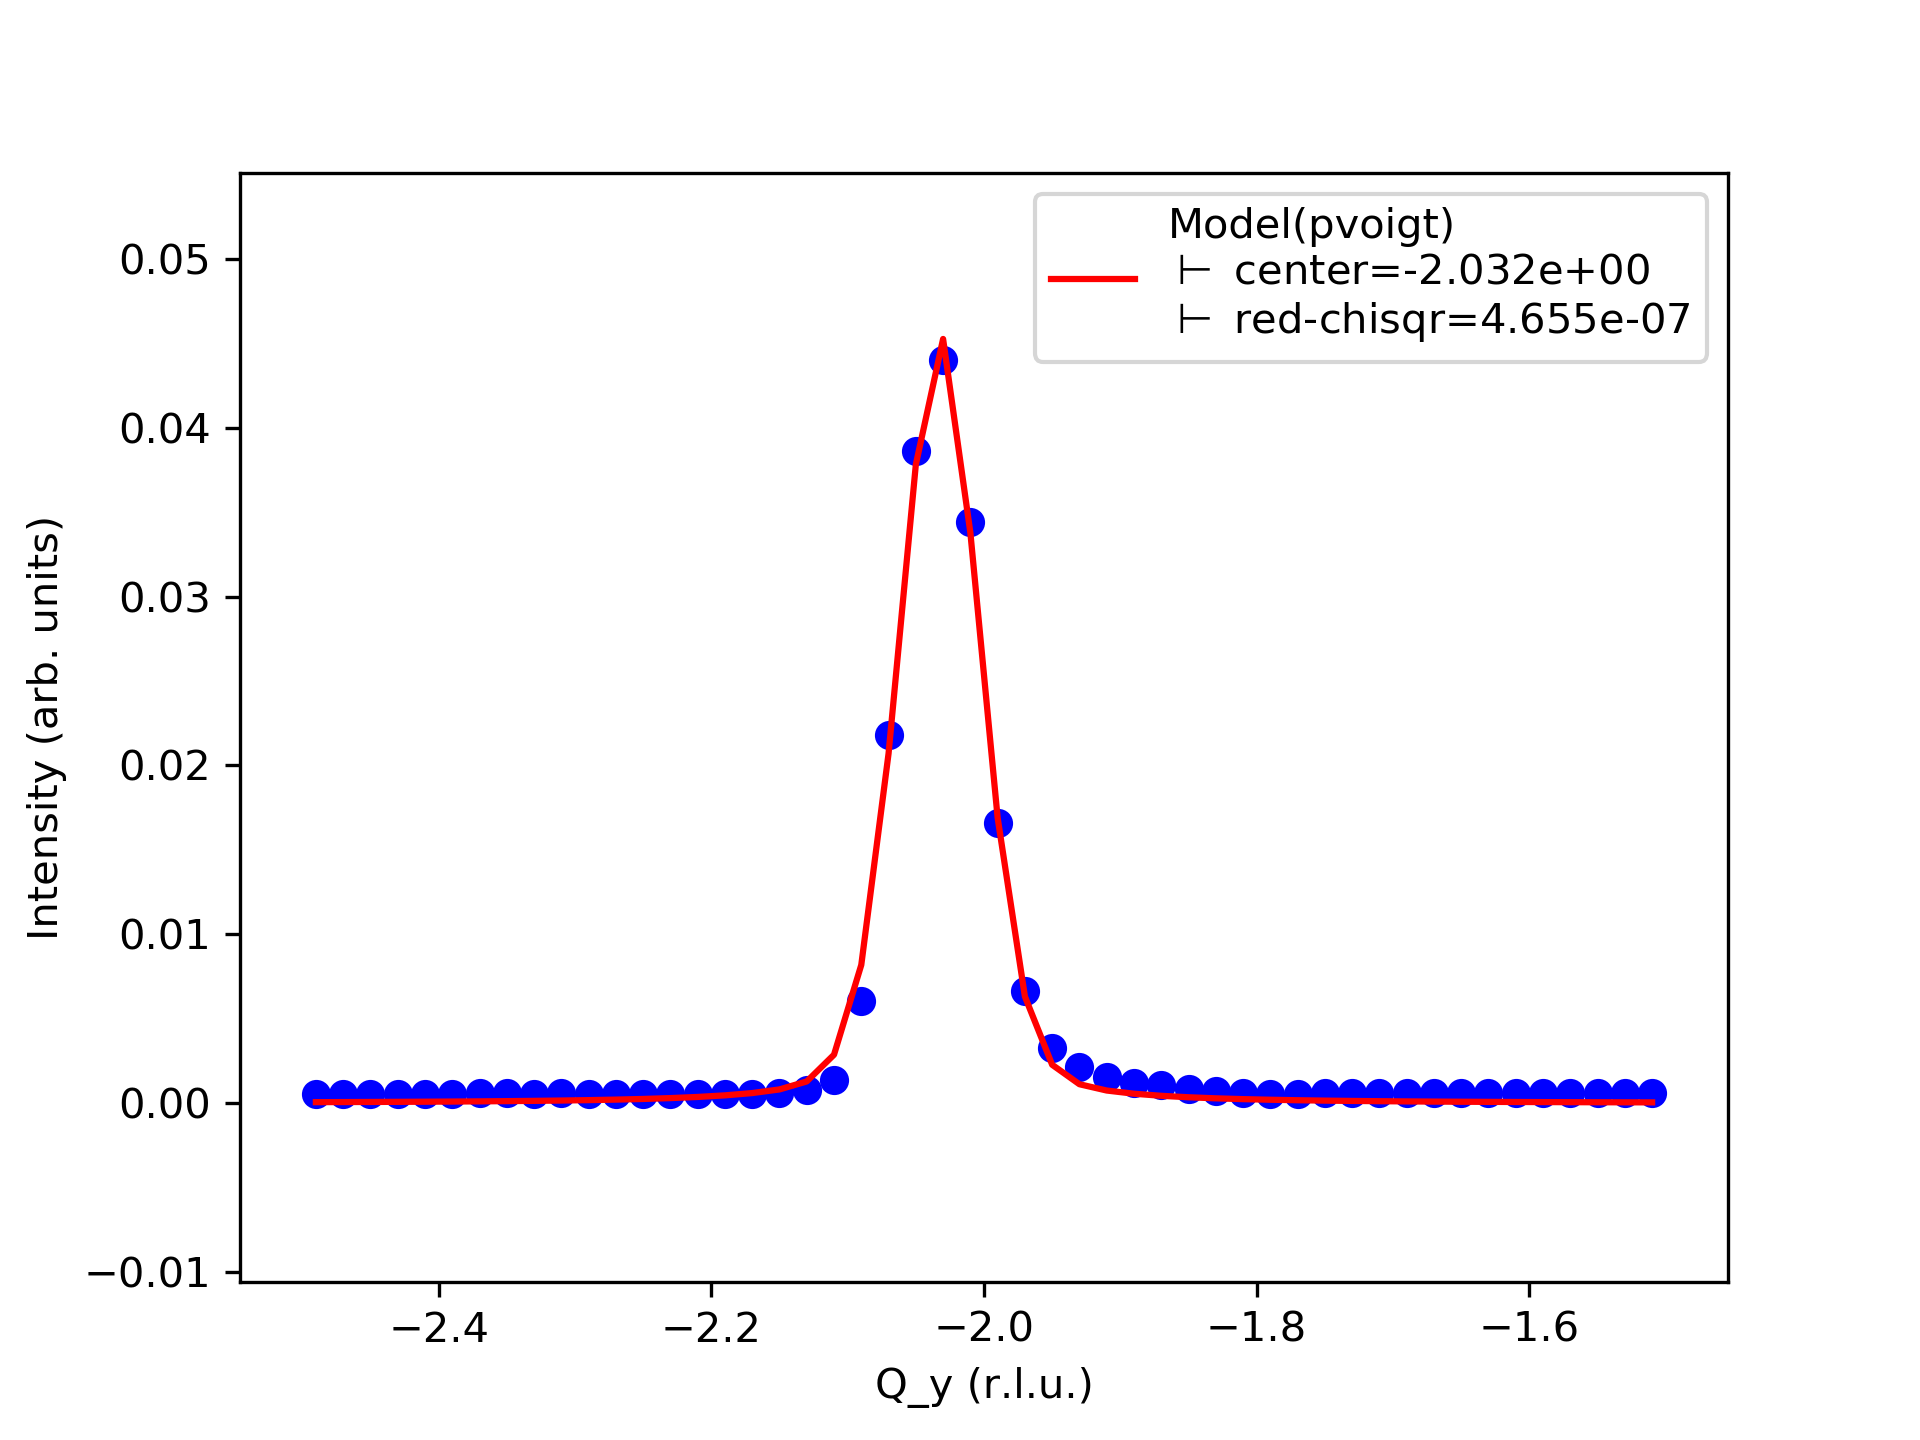 Model(pvoigt)
⊢ center=-2.032e+00
⊢ red-chisqr=4.655e-07
0.05
0.04
0.03
0.02
0.01
0.00
−0.01
Intensity (arb. units)
−2.4 −2.2 −2.0 −1.8 −1.6
Q_y (r.l.u.)